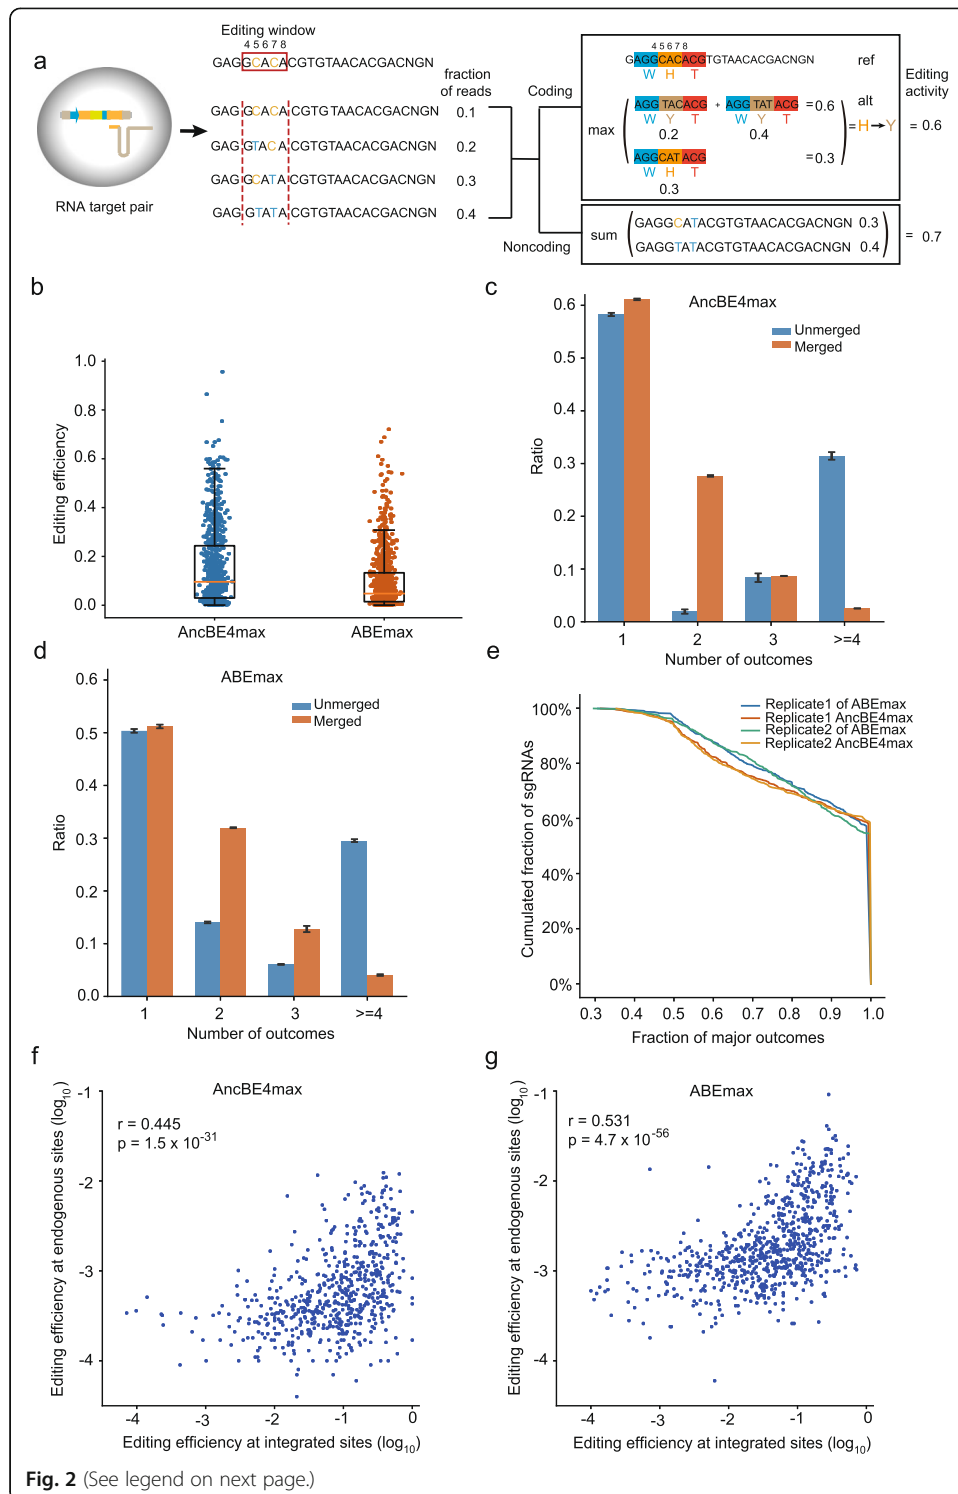 a
Editing window
4 5 6 7 8
GAGGCACACGTGTAACACGACNGN
fraction
of reads
GAGGCACACGTGTAACACGACNGN 0.1
GAGGTACACGTGTAACACGACNGN 0.2
GAGGCATACGTGTAACACGACNGN 0.3
GAGGTATACGTGTAACACGACNGN 0.4
RNA target pair
Coding
Noncoding
4 5 6 7 8
GAGGCACACGTGTAACACGACNGN ref
W H T
Editing
activity
alt
max
AGG TAC ACG + AGG TAT ACG =0.6
W Y T W Y T
0.2 0.4
AGGCAT ACG =0.3
W H T
0.3
= H → Y = 0.6
sum
GAGGCATACGTGTAACACGACNGN 0.3
GAGGTATACGTGTAACACGACNGN 0.4
= 0.7
b
Editing efficiency
1.0
0.8
0.6
0.4
0.2
0.0
AncBE4max ABEmax
c
AncBE4max
Unmerged
Merged
Ratio
0.6
0.5
0.4
0.3
0.2
0.1
0.0
1 2 3 >=4
Number of outcomes
d
ABEmax
Unmerged
Merged
Ratio
0.6
0.5
0.4
0.3
0.2
0.1
0.0
1 2 3 >=4
Number of outcomes
e
Replicate1 of ABEmax
Replicate1 AncBE4max
Replicate2 of ABEmax
Replicate2 AncBE4max
Cumulated fraction of sgRNAs
100%
80%
60%
40%
20%
0%
0.3 0.4 0.5 0.6 0.7 0.8 0.9 1.0
Fraction of major outcomes
f
AncBE4max
r = 0.445
p = 1.5 x 10-31
Editing efficiency at endogenous sites (log10)
-1
-2
-3
-4
-4 -3 -2 -1 0
Editing efficiency at integrated sites (log10)
g
ABEmax
r = 0.531
p = 4.7 x 10-56
Editing efficiency at endogenous sites (log10)
-1
-2
-3
-4
-4 -3 -2 -1 0
Editing efficiency at integrated sites (log10)
Fig. 2 (See legend on next page.)